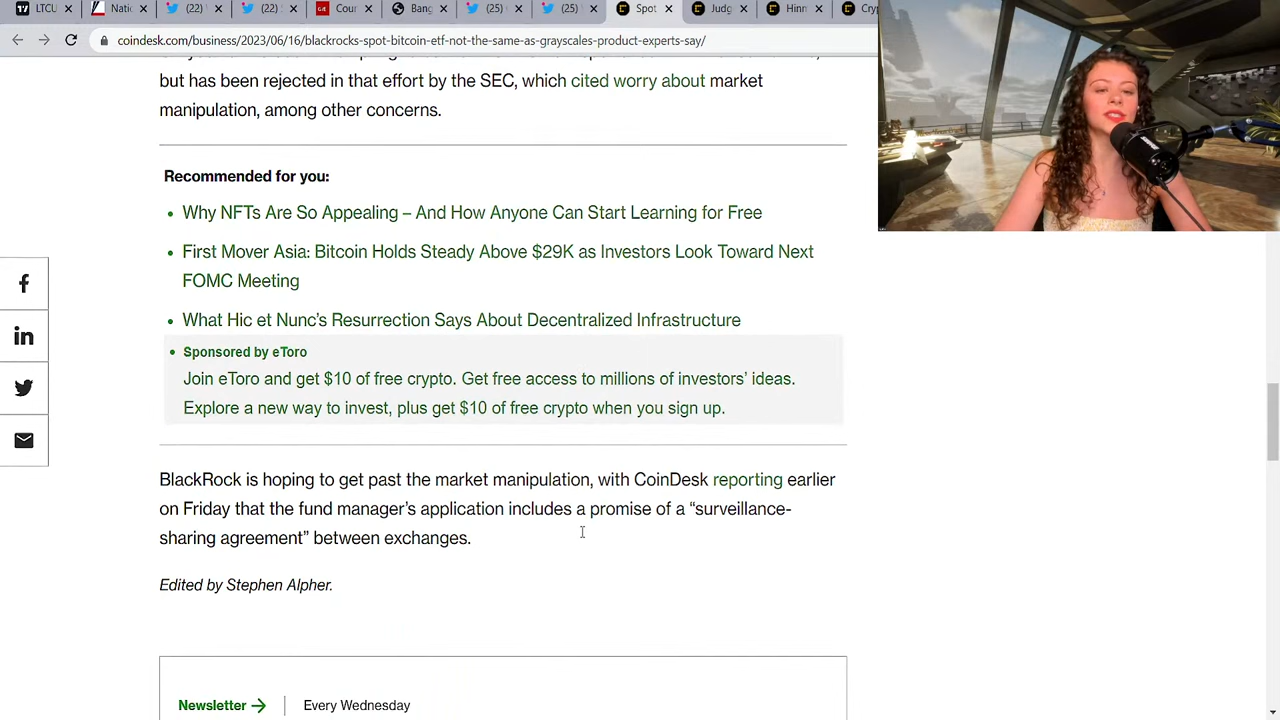 LTCU
Natio
(22)
(22)
Coun
Bang
(25)
(25)
Spot
Judg
Hinn
Cry
coindesk.com/business/2023/06/16/blackrocks-spot-bitcoin-etf-not-the-same-as-grayscales-product-experts-say/
but has been rejected in that effort by the SEC, which cited worry about market
manipulation, among other concerns.
Recommended for you:
• Why NFTs Are So Appealing – And How Anyone Can Start Learning for Free
• First Mover Asia: Bitcoin Holds Steady Above $29K as Investors Look Toward Next
FOMC Meeting
• What Hic et Nunc’s Resurrection Says About Decentralized Infrastructure
• Sponsored by eToro
Join eToro and get $10 of free crypto. Get free access to millions of investors’ ideas.
Explore a new way to invest, plus get $10 of free crypto when you sign up.
BlackRock is hoping to get past the market manipulation, with CoinDesk reporting earlier
on Friday that the fund manager’s application includes a promise of a “surveillance-
sharing agreement” between exchanges.
Edited by Stephen Alpher.
Newsletter → | Every Wednesday